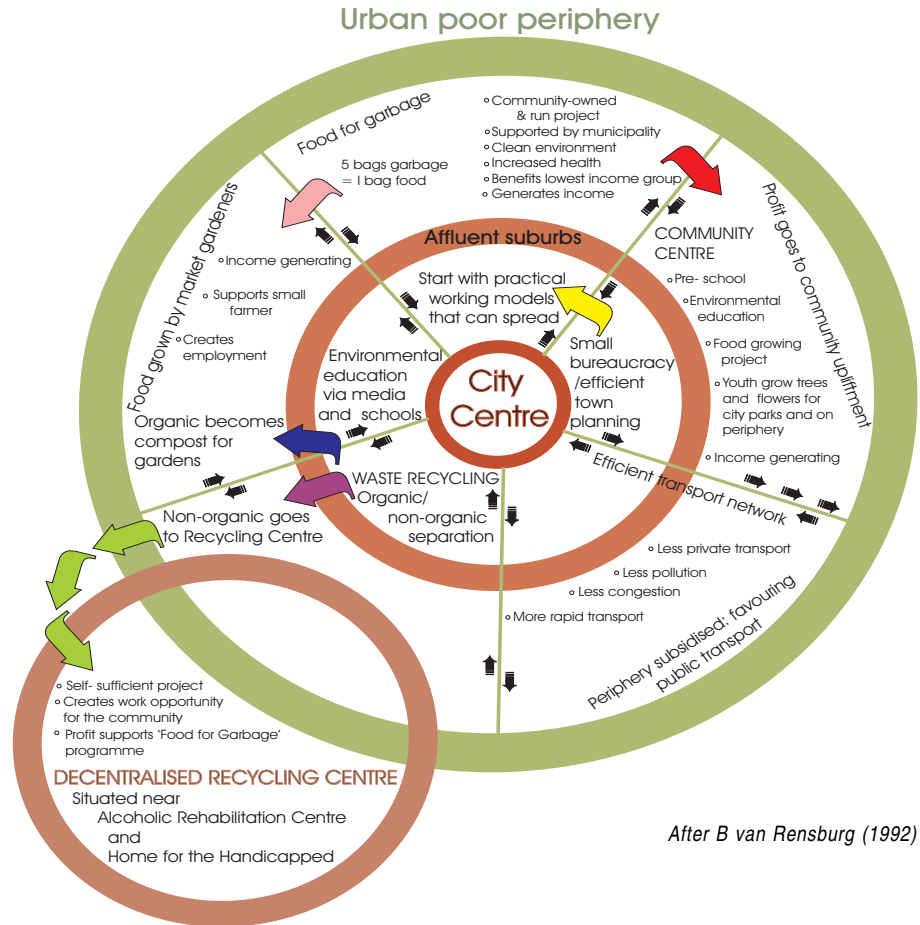 Urban poor periphery
Food for garbage
5 bags garbage
= 1 bag food
Community-owned
& run project
Supported by municipality
Clean environment
Increased health
Benefits lowest income group
Generates income
Profit goes to community upliftment
Food grown by market gardeners
Income generating
Supports small
farmer
Creates
employment
Affluent suburbs
Start with practical
working models
that can spread
COMMUNITY
CENTRE
Pre- school
Environmental
education
Food growing
project
Youth grow trees
and flowers for
city parks and on
periphery
Income generating
Environmental
education
via media
and schools
City
Centre
Small
bureaucracy
/efficient
town
planning
Organic becomes
compost for
gardens
WASTE RECYCLING
Organic/
non-organic
separation
Non-organic goes
to Recycling Centre
Efficient transport network
Less private transport
Less pollution
Less congestion
More rapid transport
Periphery subsidised: favouring
public transport
Self- sufficient project
Creates work opportunity
for the community
Profit supports 'Food for Garbage'
programme
DECENTRALISED RECYCLING CENTRE
Situated near
Alcoholic Rehabilitation Centre
and
Home for the Handicapped
After B van Rensburg (1992)